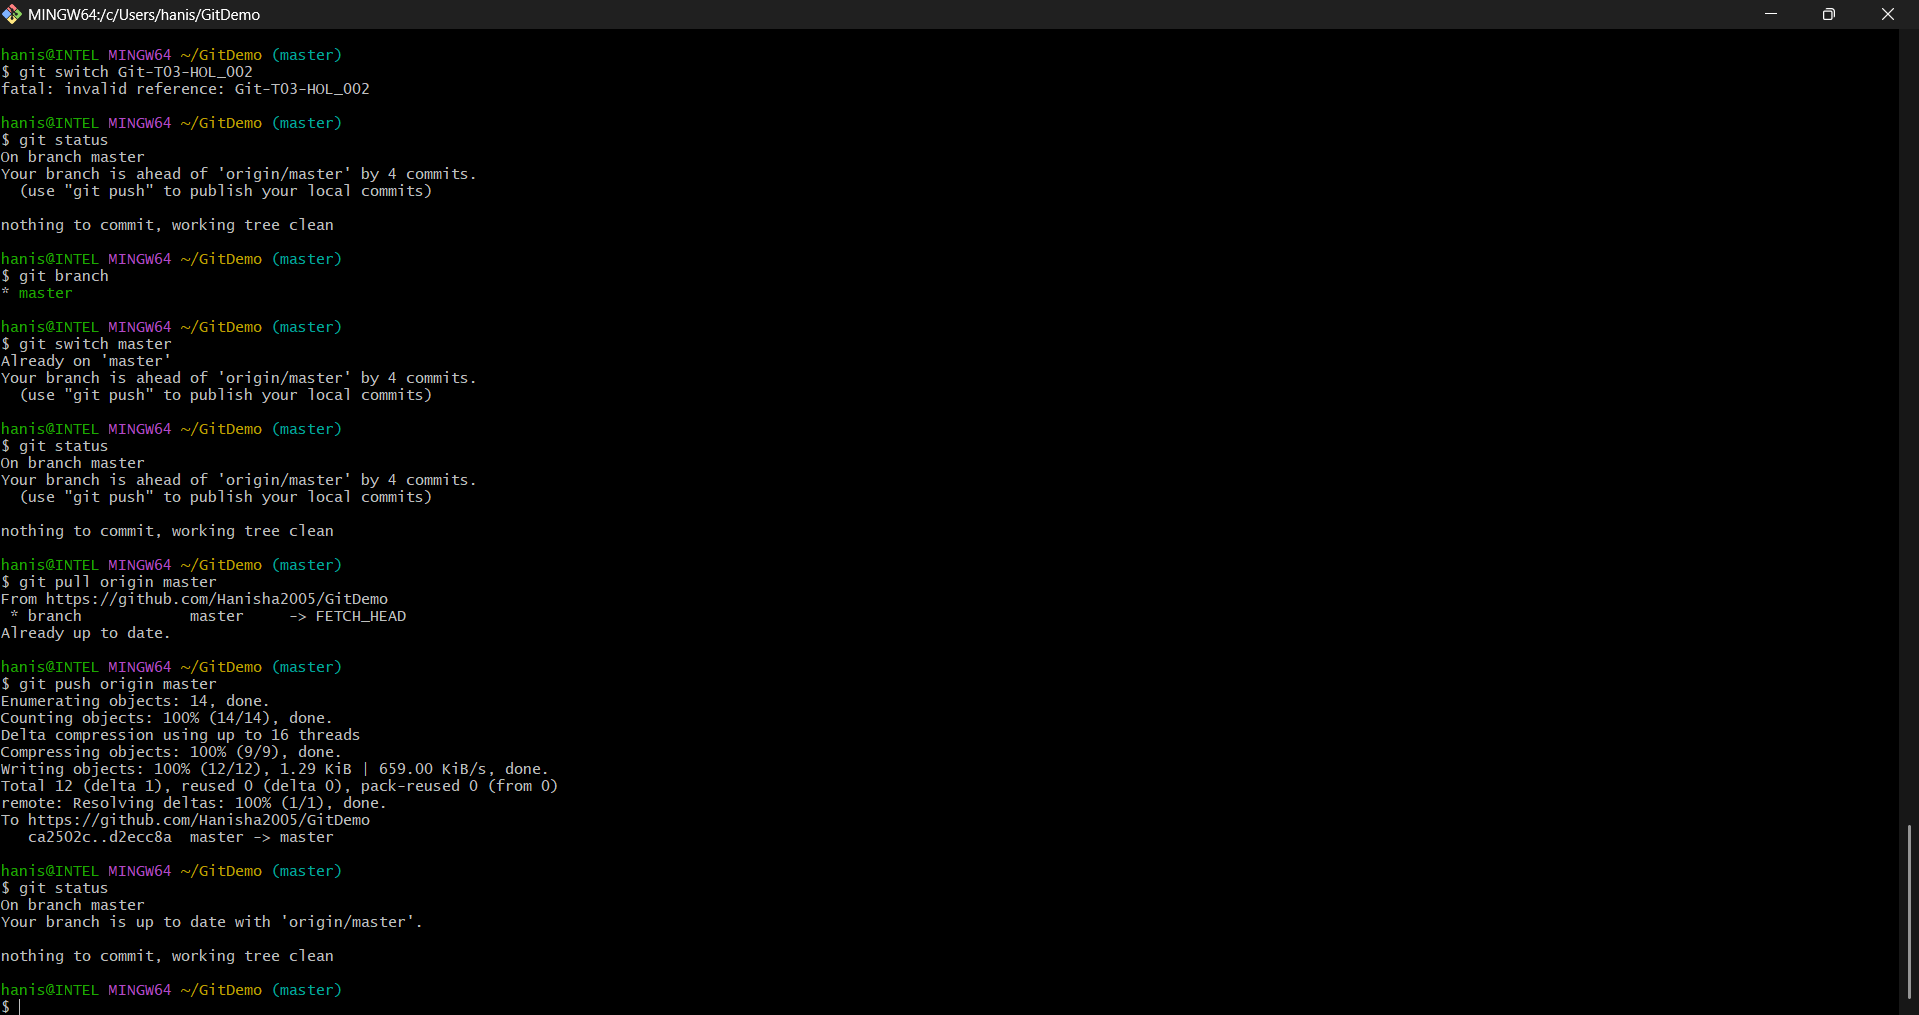 MINGW64:/c/Users/hanis/GitDemo
hanis@INTEL MINGW64 ~/GitDemo (master)
$ git switch Git-T03-HOL_002
fatal: invalid reference: Git-T03-HOL_002
hanis@INTEL MINGW64 ~/GitDemo (master)
$ git status
On branch master
Your branch is ahead of 'origin/master' by 4 commits.
  (use "git push" to publish your local commits)
nothing to commit, working tree clean
hanis@INTEL MINGW64 ~/GitDemo (master)
$ git branch
* master
hanis@INTEL MINGW64 ~/GitDemo (master)
$ git switch master
Already on 'master'
Your branch is ahead of 'origin/master' by 4 commits.
  (use "git push" to publish your local commits)
hanis@INTEL MINGW64 ~/GitDemo (master)
$ git status
On branch master
Your branch is ahead of 'origin/master' by 4 commits.
  (use "git push" to publish your local commits)
nothing to commit, working tree clean
hanis@INTEL MINGW64 ~/GitDemo (master)
$ git pull origin master
From https://github.com/Hanisha2005/GitDemo
 * branch            master     -> FETCH_HEAD
Already up to date.
hanis@INTEL MINGW64 ~/GitDemo (master)
$ git push origin master
Enumerating objects: 14, done.
Counting objects: 100% (14/14), done.
Delta compression using up to 16 threads
Compressing objects: 100% (9/9), done.
Writing objects: 100% (12/12), 1.29 KiB | 659.00 KiB/s, done.
Total 12 (delta 1), reused 0 (delta 0), pack-reused 0 (from 0)
remote: Resolving deltas: 100% (1/1), done.
To https://github.com/Hanisha2005/GitDemo
   ca2502c..d2ecc8a  master -> master
hanis@INTEL MINGW64 ~/GitDemo (master)
$ git status
On branch master
Your branch is up to date with 'origin/master'.
nothing to commit, working tree clean
hanis@INTEL MINGW64 ~/GitDemo (master)
$